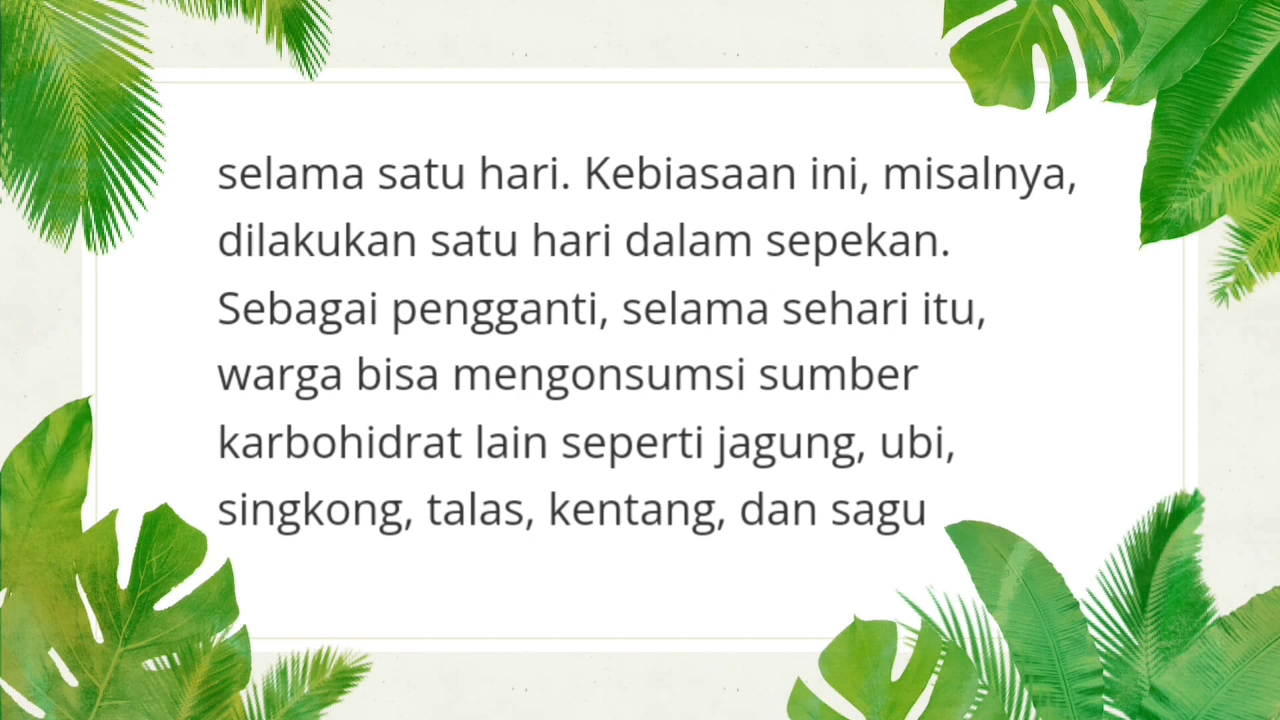 selama satu hari. Kebiasaan ini, misalnya,
dilakukan satu hari dalam sepekan.
Sebagai pengganti, selama sehari itu,
warga bisa mengonsumsi sumber
karbohidrat lain seperti jagung, ubi,
singkong, talas, kentang, dan sagu